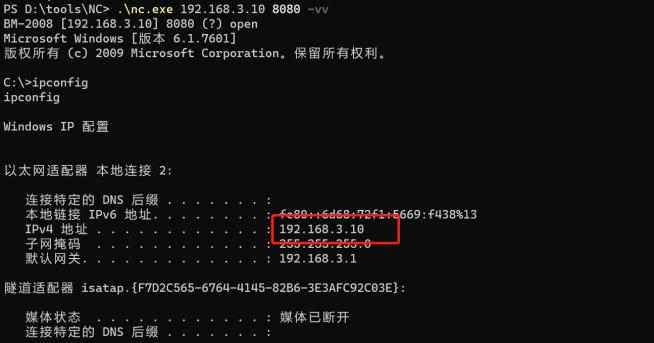 PS D:\tools\NC> .\nc.exe 192.168.3.10 8080 -vv
BM-2008 [192.168.3.10] 8080 (?) open
Microsoft Windows [版本 6.1.7601]
版权所有 (c) 2009 Microsoft Corporation。保留所有权利。
C:\>ipconfig
ipconfig
Windows IP 配置
以太网适配器 本地连接 2:
连接特定的 DNS 后缀 . . . . . . . :
本地链接 IPv6 地址. . . . . . . . : fe80::6d68:72f1:5669:f438%13
IPv4 地址 . . . . . . . . . . . . : 192.168.3.10
子网掩码 . . . . . . . . . . . . : 255.255.255.0
默认网关. . . . . . . . . . . . . : 192.168.3.1
隧道适配器 isatap.{F7D2C565-6764-4145-82B6-3E3AFC92C03E}:
媒体状态 . . . . . . . . . . . . : 媒体已断开
连接特定的 DNS 后缀 . . . . . . . :